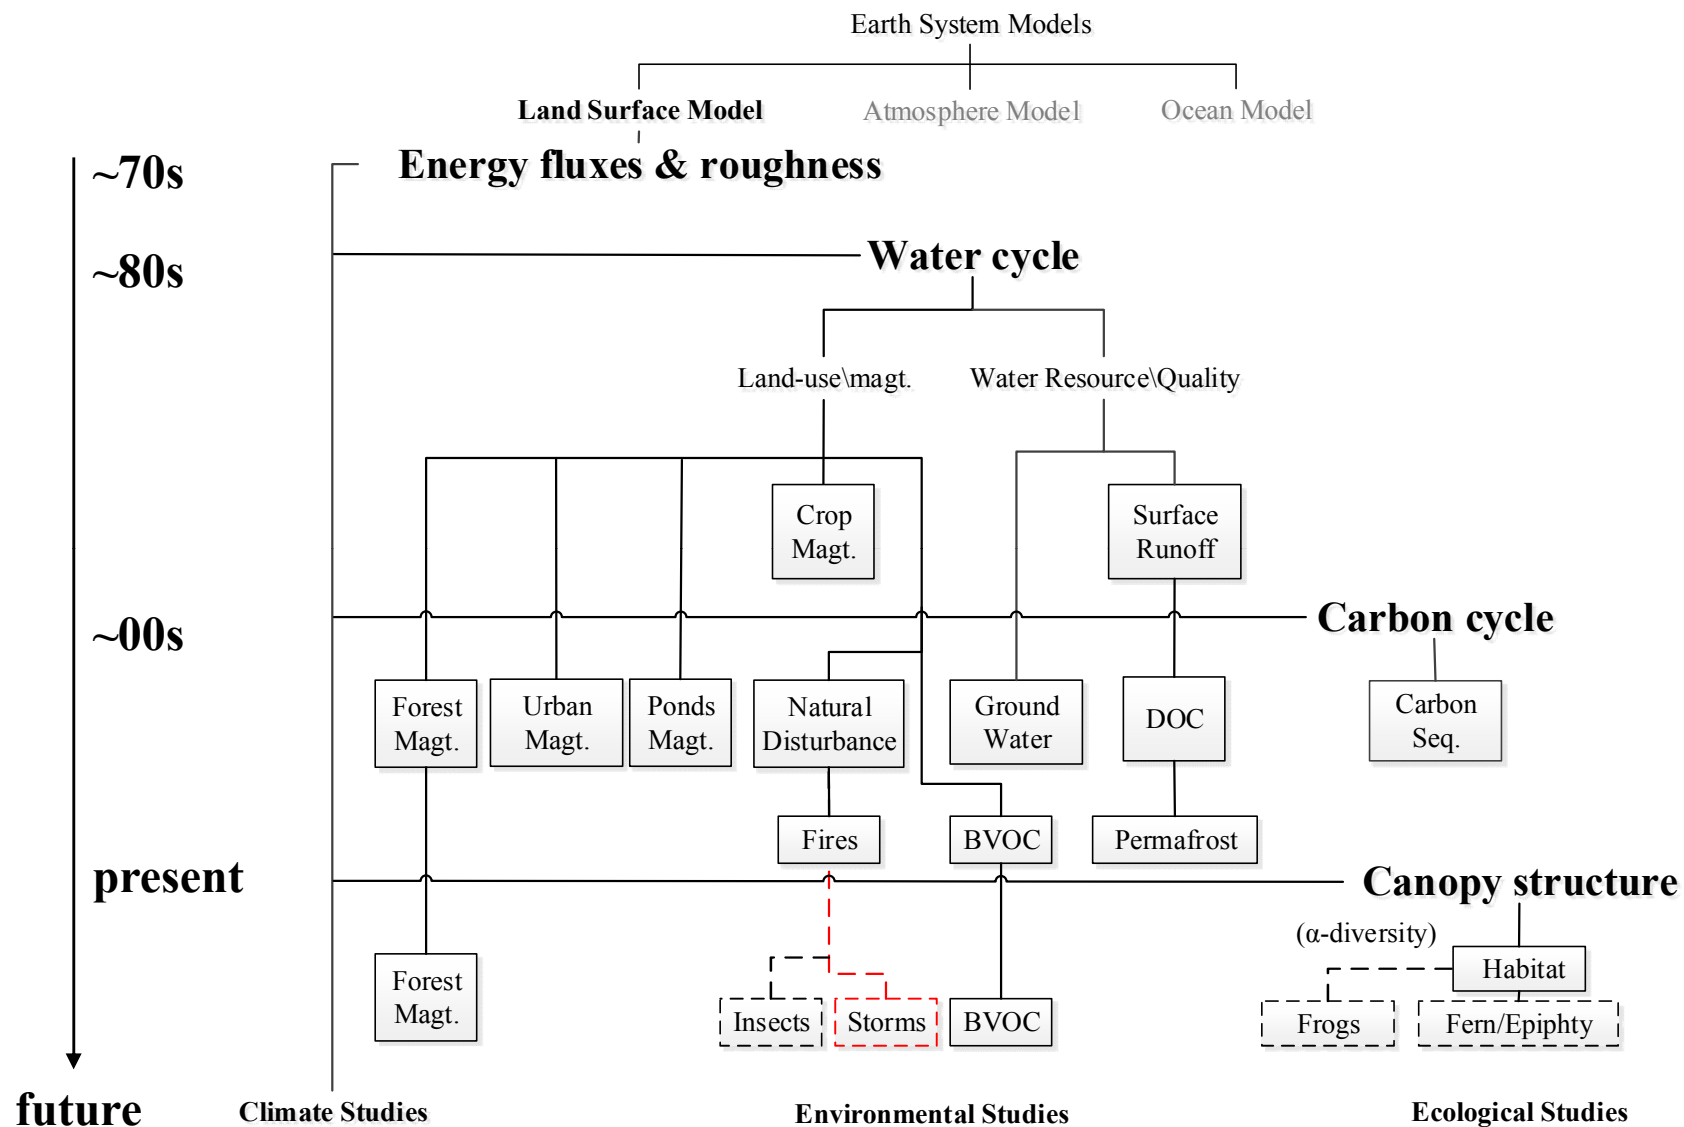 Earth System Models
Land Surface Model
Atmosphere Model
Ocean Model
~70s
Energy fluxes & roughness
~80s
Water cycle
Land-use\magt.
Water Resource\Quality
Crop
Magt.
Surface
Runoff
~00s
Carbon cycle
Forest
Magt.
Urban
Magt.
Ponds
Magt.
Natural
Disturbance
Ground
Water
DOC
Carbon
Seq.
Fires
BVOC
Permafrost
present
Canopy structure
(α-diversity)
Habitat
Forest
Magt.
Insects
Storms
BVOC
Frogs
Fern/Epiphty
future
Climate Studies
Environmental Studies
Ecological Studies